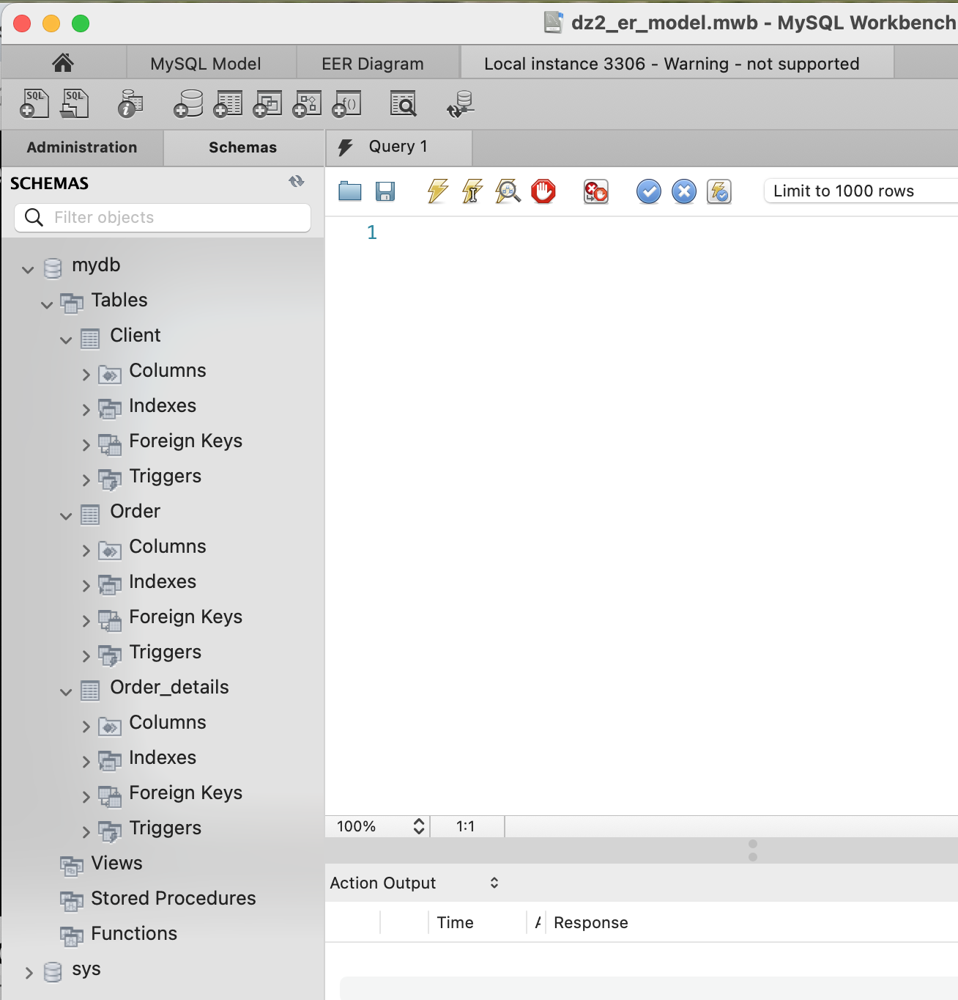 dz2_er_model.mwb - MySQL Workbench
MySQL Model
EER Diagram
Local instance 3306 - Warning - not supported
SQL
SQL
Administration
Schemas
Query 1
SCHEMAS
Filter objects
Limit to 1000 rows
1
mydb
Tables
Client
Columns
Indexes
Foreign Keys
Triggers
Order
Columns
Indexes
Foreign Keys
Triggers
Order_details
Columns
Indexes
Foreign Keys
Triggers
Views
Stored Procedures
Functions
sys
100%
1:1
Action Output
Time
Response